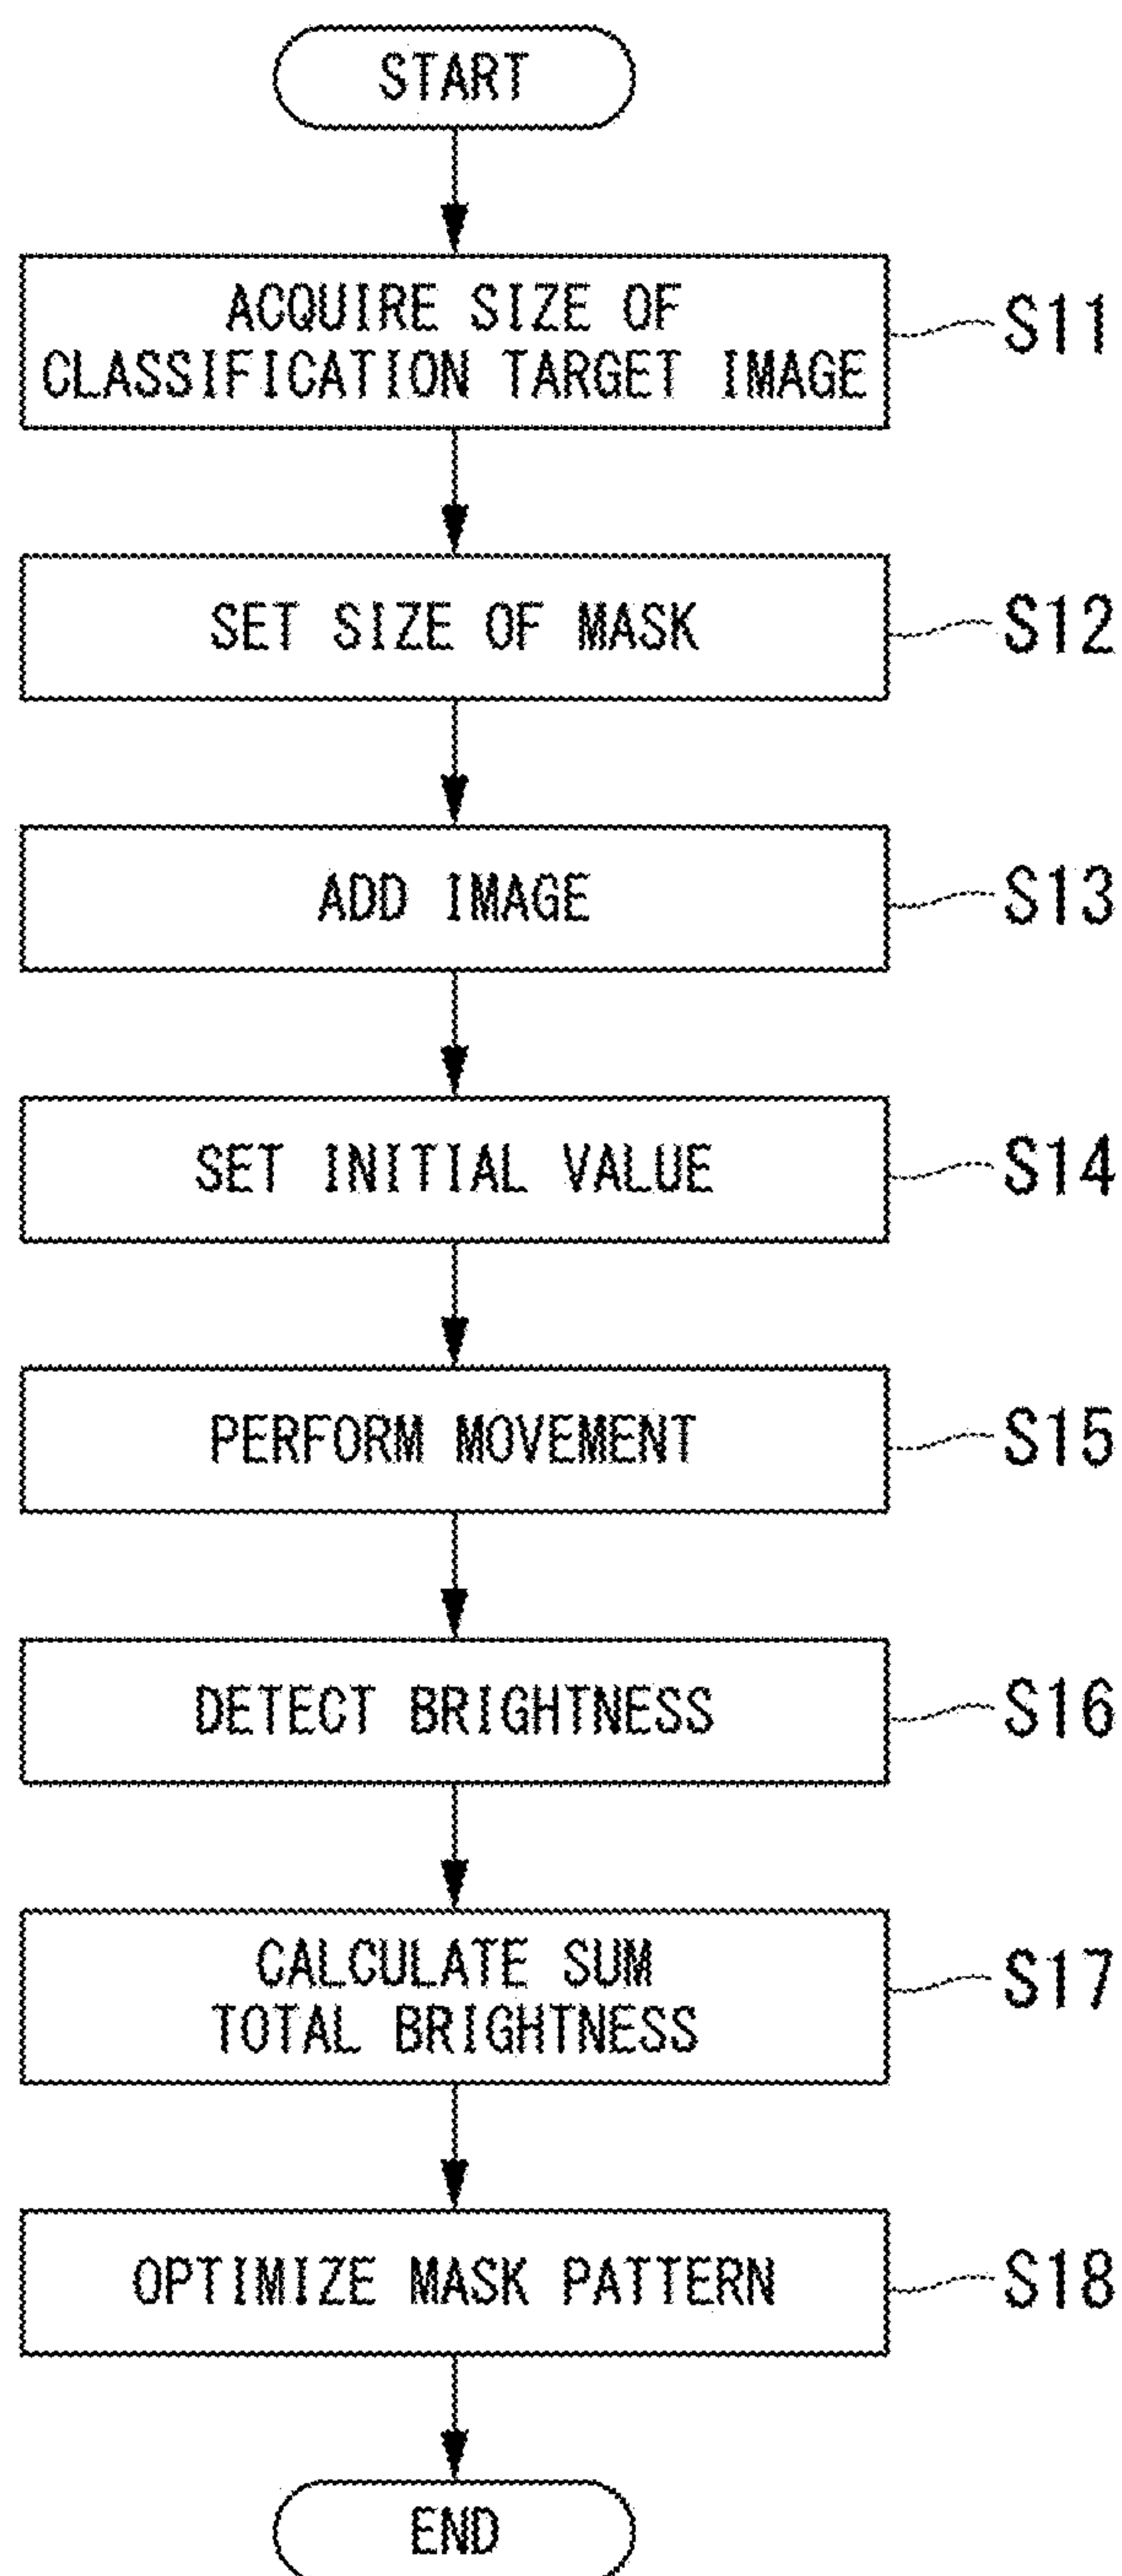 START
ACQUIRE SIZE OF
CLASSIFICATION TARGET IMAGE
S11
SET SIZE OF MASK
S12
ADD IMAGE
S13
SET INITIAL VALUE
S14
PERFORM MOVEMENT
S15
DETECT BRIGHTNESS
S16
CALCULATE SUM
TOTAL BRIGHTNESS
S17
OPTIMIZE MASK PATTERN
S18
END